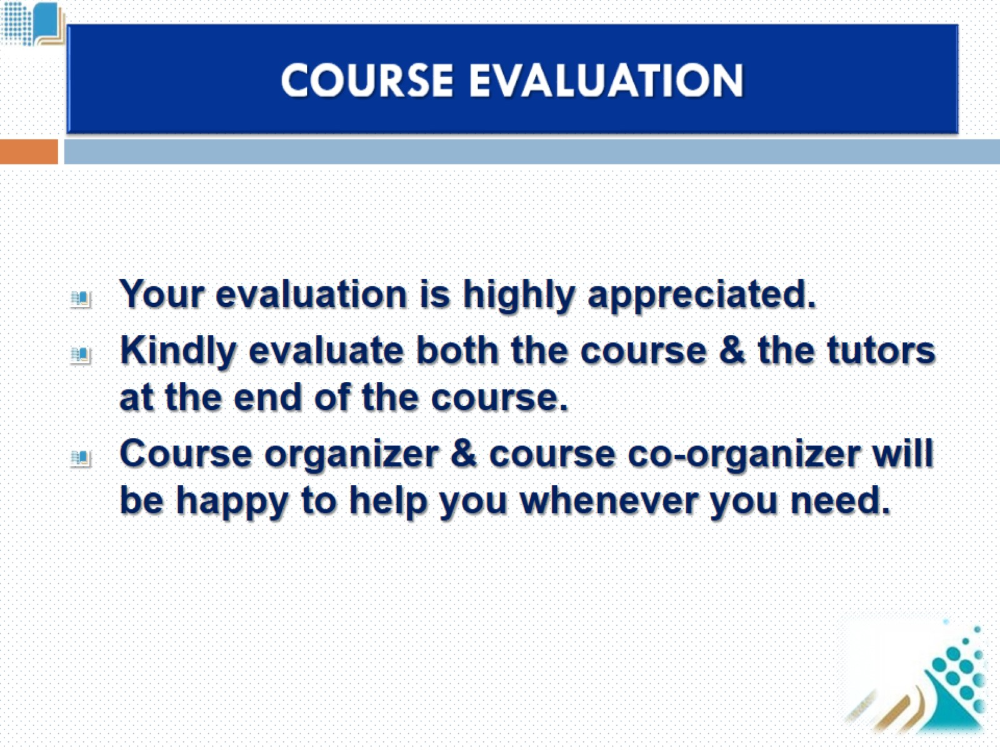 COURSE EVALUATION
Your evaluation is highly appreciated.
Kindly evaluate both the course & the tutors
at the end of the course.
Course organizer & course co-organizer will
be happy to help you whenever you need.